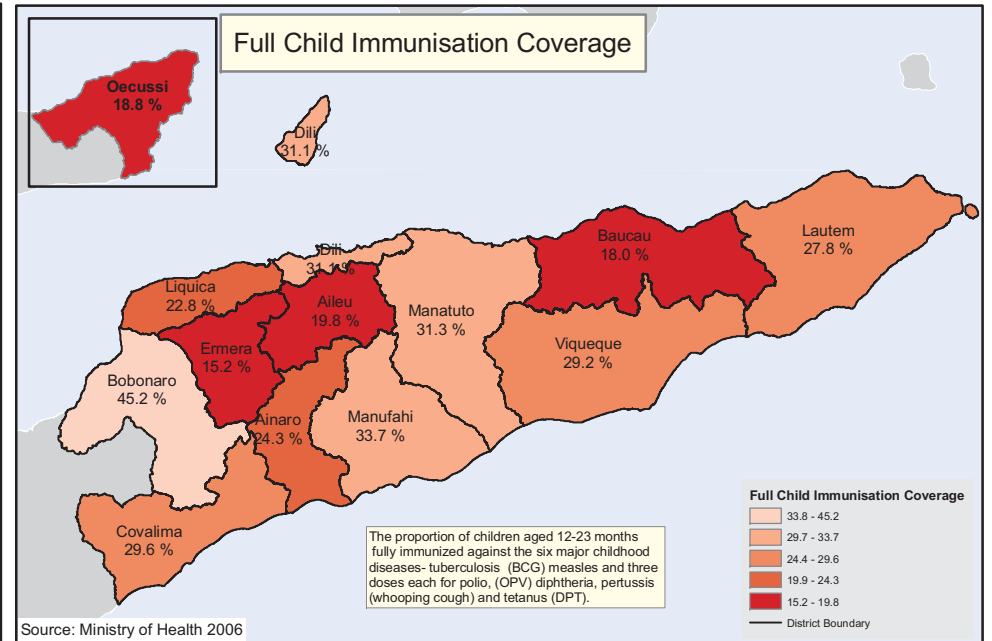 Full Child Immunisation Coverage
Oecussi
18.8 %
Dili
31.1 %
Dili
31.1 %
Baucau
18.0 %
Lautem
27.8 %
Liquica
22.8 %
Aileu
19.8 %
Manatuto
31.3 %
Ermera
15.2 %
Viqueque
29.2 %
Bobonaro
45.2 %
Ainaro
24.3 %
Manufahi
33.7 %
Covalima
29.6 %
The proportion of children aged 12-23 months
fully immunized against the six major childhood
diseases- tuberculosis (BCG) measles and three
doses each for polio, (OPV) diphtheria, pertussis
(whooping cough) and tetanus (DPT).
Full Child Immunisation Coverage
33.8 - 45.2
29.7 - 33.7
24.4 - 29.6
19.9 - 24.3
15.2 - 19.8
District Boundary
Source: Ministry of Health 2006